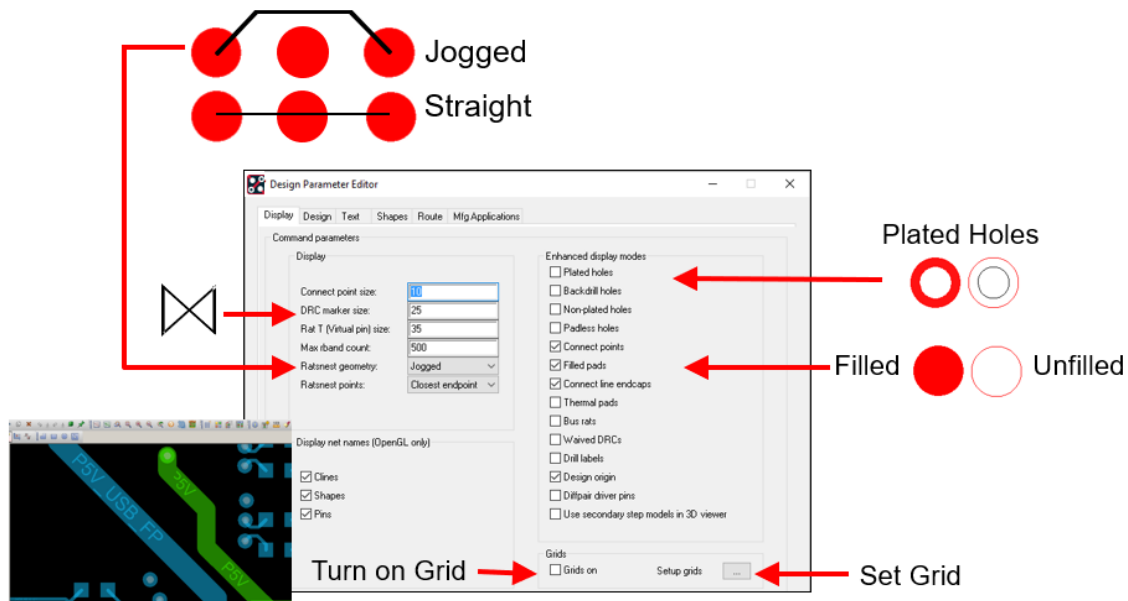 Jogged
Straight
Design Parameter Editor
Display Design Text Shapes Route Mfg Applications
Command parameters
Display
Connect point size: 10
DRC marker size: 25
Rat T (Virtual pin) size: 35
Max rband count: 500
Ratsnest geometry: Jogged
Ratsnest points: Closest endpoint
Enhanced display modes
Plated holes
Backdrill holes
Non-plated holes
Padless holes
Connect points
Filled pads
Connect line endcaps
Thermal pads
Bus rats
Waived DRCs
Drill labels
Design origin
Diffpair driver pins
Use secondary step models in 3D viewer
Plated Holes
Filled
Unfilled
Display net names (OpenGL only)
Clines
Shapes
Pins
P5V_USB_FP
P5V
P5V
Turn on Grid
Grids
Grids on
Setup grids
...
Set Grid